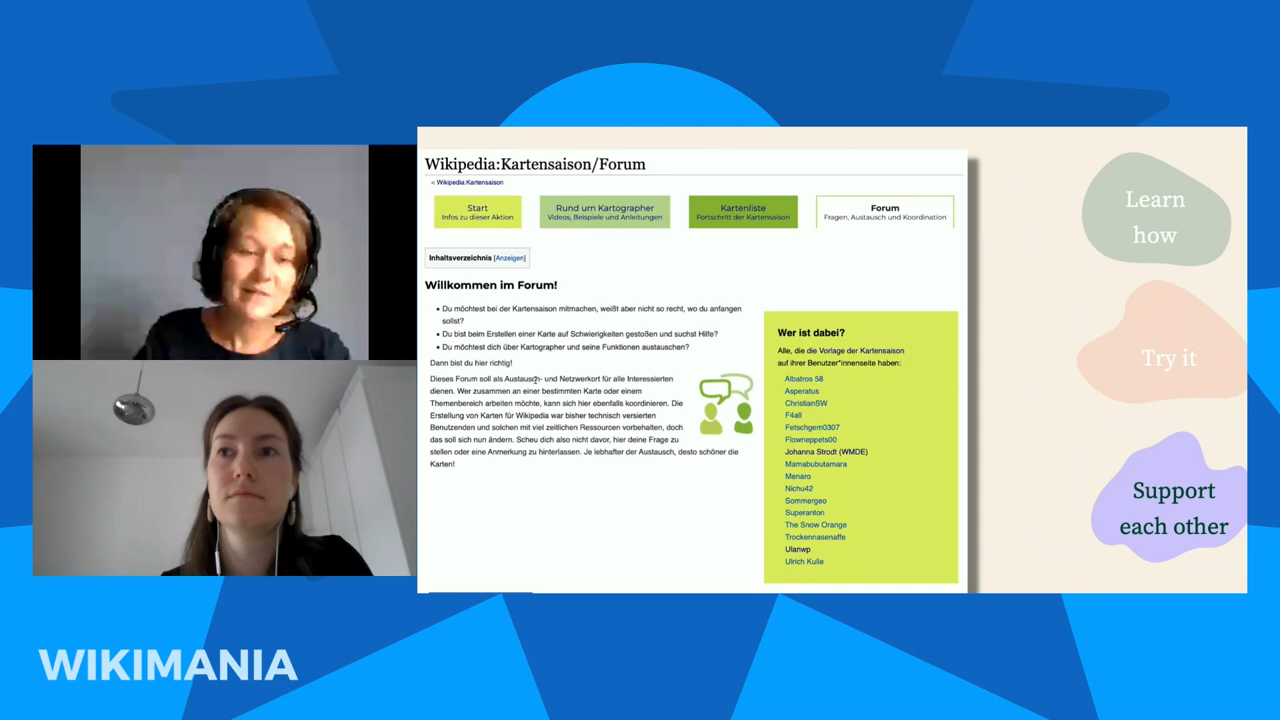 Wikipedia:Kartensaison/Forum
< Wikipedia:Kartensaison
Start
Infos zu dieser Aktion
Rund um Kartographer
Videos, Beispiele und Anleitungen
Kartenliste
Fortschritt der Kartensaison
Forum
Fragen, Austausch und Koordination
Inhaltsverzeichnis [Anzeigen]
Willkommen im Forum!
• Du möchtest bei der Kartensaison mitmachen, weißt aber nicht so recht, wo du anfangen
sollst?
• Du bist beim Erstellen einer Karte auf Schwierigkeiten gestoßen und suchst Hilfe?
• Du möchtest dich über Kartographer und seine Funktionen austauschen?
Dann bist du hier richtig!
Dieses Forum soll als Austausch- und Netzwerkort für alle Interessierten
dienen. Wer zusammen an einer bestimmten Karte oder einem
Themenbereich arbeiten möchte, kann sich hier ebenfalls koordinieren. Die
Erstellung von Karten für Wikipedia war bisher technisch versierten
Benutzenden und solchen mit viel zeitlichen Ressourcen vorbehalten, doch
das soll sich nun ändern. Scheu dich also nicht davor, hier deine Frage zu
stellen oder eine Anmerkung zu hinterlassen. Je lebhafter der Austausch, desto schöner die
Karten!
Wer ist dabei?
Alle, die die Vorlage der Kartensaison
auf ihrer Benutzer*innenseite haben:
Albatros 58
Asperatus
ChristianSW
F4all
Fetschgem0307
Flowneppets00
Johanna Strodt (WMDE)
Mamabubutamara
Menaro
Nichu42
Sommergeo
Superanton
The Snow Orange
Trockennasenaffe
Ulanwp
Ulrich Kulle
Learn
how
Try it
Support
each other
WIKIMANIA